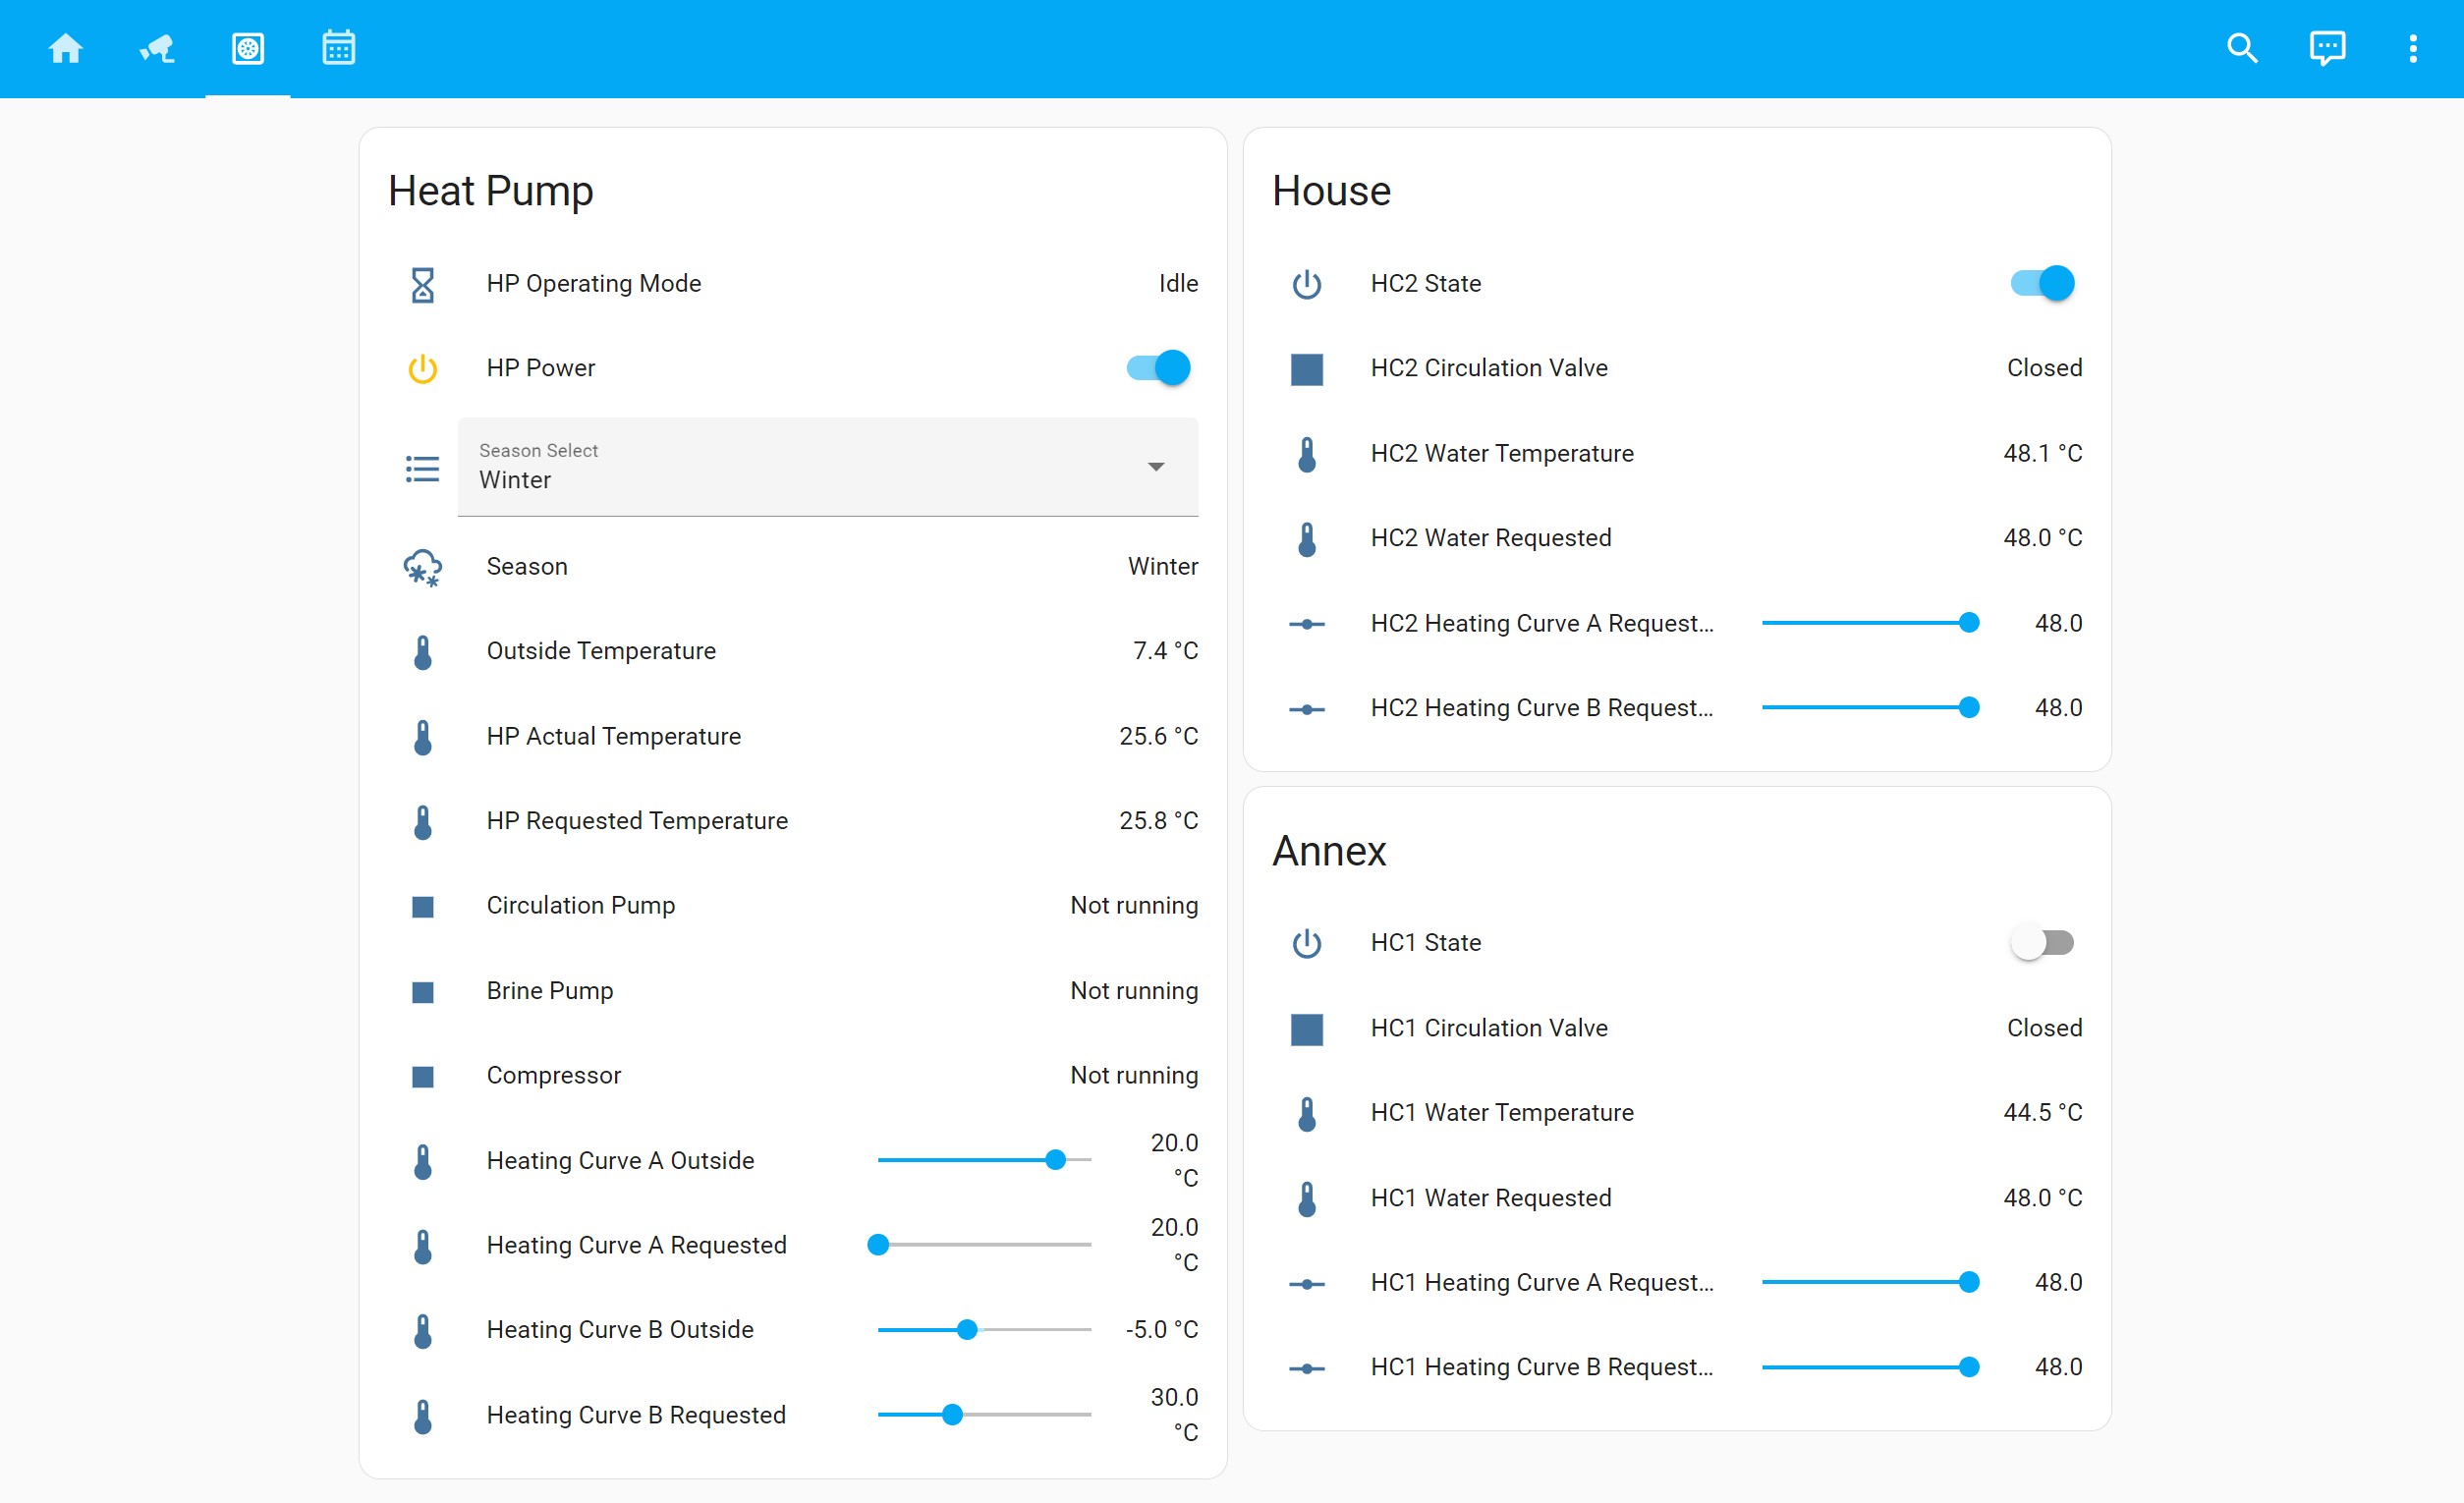 Heat Pump
HP Operating Mode Idle
HP Power
Season Select
Winter
Season Winter
Outside Temperature 7.4 °C
HP Actual Temperature 25.6 °C
HP Requested Temperature 25.8 °C
Circulation Pump Not running
Brine Pump Not running
Compressor Not running
Heating Curve A Outside 20.0
°C
Heating Curve A Requested 20.0
°C
Heating Curve B Outside -5.0 °C
Heating Curve B Requested 30.0
°C
House
HC2 State
HC2 Circulation Valve Closed
HC2 Water Temperature 48.1 °C
HC2 Water Requested 48.0 °C
HC2 Heating Curve A Request... 48.0
HC2 Heating Curve B Request... 48.0
Annex
HC1 State
HC1 Circulation Valve Closed
HC1 Water Temperature 44.5 °C
HC1 Water Requested 48.0 °C
HC1 Heating Curve A Request... 48.0
HC1 Heating Curve B Request... 48.0